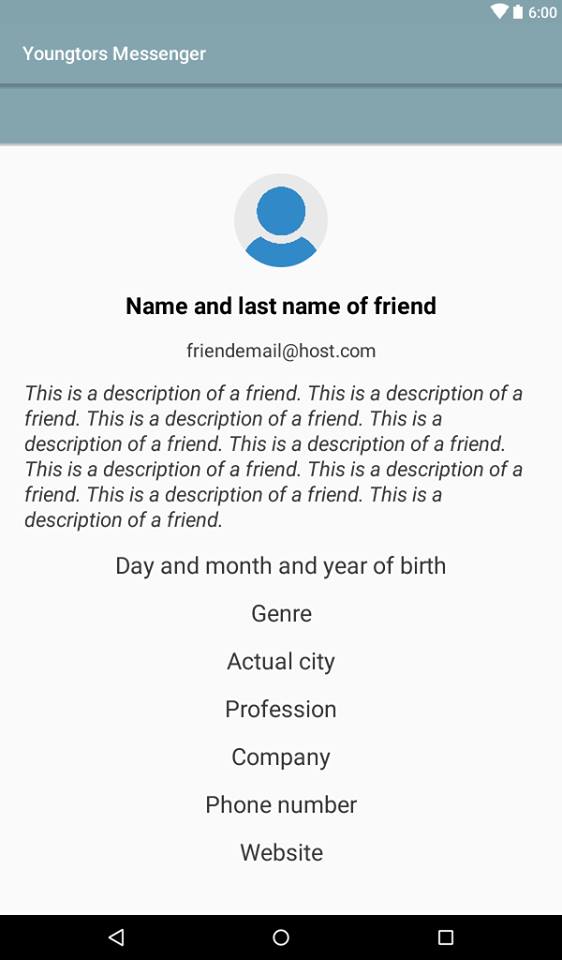 6:00
Youngtors Messenger
Name and last name of friend
friendemail@host.com
This is a description of a friend. This is a description of a
friend. This is a description of a friend. This is a
description of a friend. This is a description of a friend.
This is a description of a friend. This is a description of a
friend. This is a description of a friend. This is a
description of a friend.
Day and month and year of birth
Genre
Actual city
Profession
Company
Phone number
Website